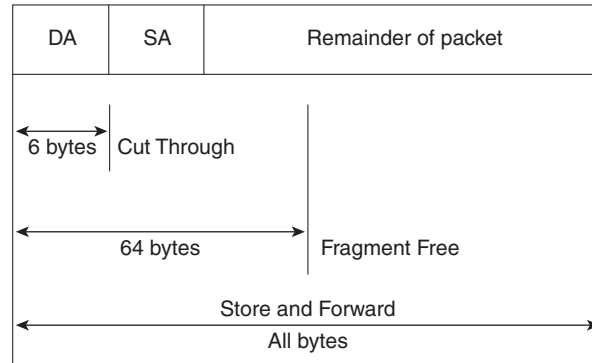 DA SA Remainder of packet
6 bytes Cut Through
64 bytes Fragment Free
Store and Forward
All bytes